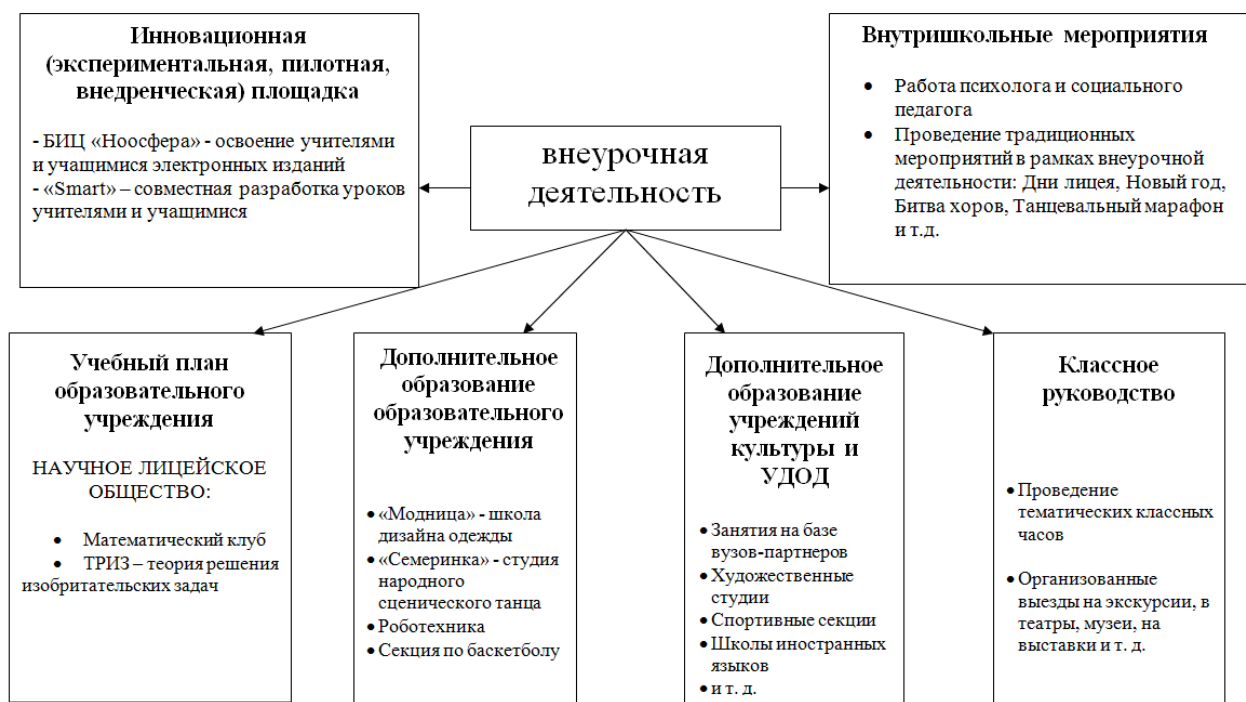 Инновационная
(экспериментальная, пилотная,
внедренческая) площадка
- БИЦ «Ноосфера» - освоение учителями
и учащимися электронных изданий
- «Smart» – совместная разработка уроков
учителями и учащимися
внеурочная
деятельность
Внутришкольные мероприятия
• Работа психолога и социального
педагога
• Проведение традиционных
мероприятий в рамках внеурочной
деятельности: Дни лицея, Новый год,
Битва хоров, Танцевальный марафон
и т.д.
Учебный план
образовательного
учреждения
НАУЧНОЕ ЛИЦЕЙСКОЕ
ОБЩЕСТВО:
• Математический клуб
• ТРИЗ – теория решения
изобритательских задач
Дополнительное
образование
образовательного
учреждения
• «Модница» - школа
дизайна одежды
• «Семеринка» - студия
народного
сценического танца
• Роботехника
• Секция по баскетболу
Дополнительное
образование
учреждений
культуры и
УДОД
• Занятия на базе
вузов-партнеров
• Художественные
студии
• Спортивные секции
• Школы иностранных
языков
• и т. д.
Классное
руководство
• Проведение
тематических классных
часов
• Организованные
выезды на экскурсии, в
театры, музеи, на
выставки и т. д.